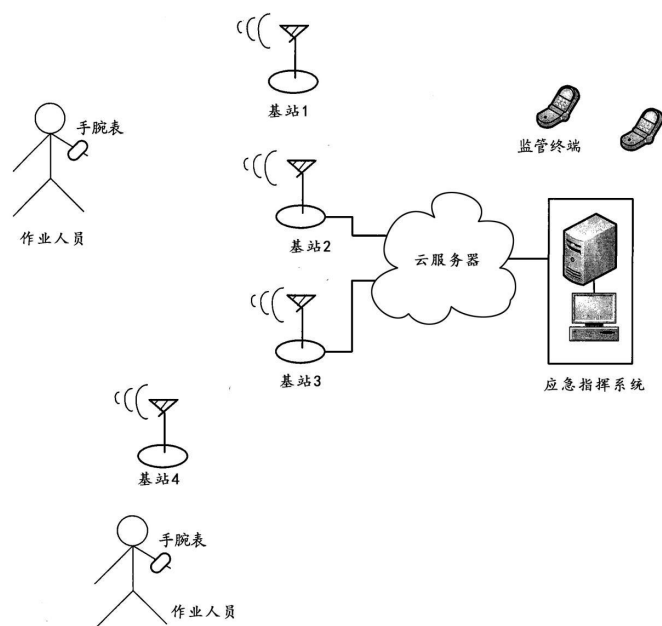 基站1
手腕表
监管终端
作业人员
基站2
云服务器
基站3
应急指挥系统
基站4
手腕表
作业人员